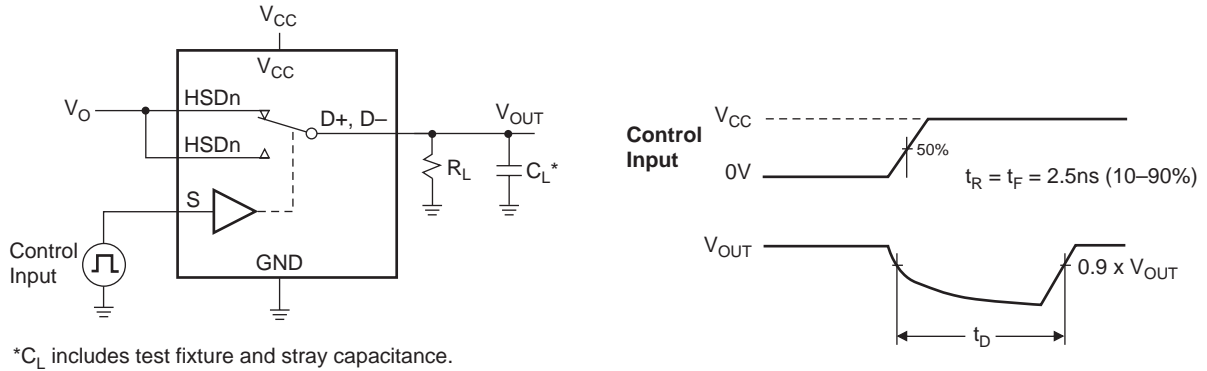 V_CC
V_CC
V_O
HSDn
D+, D–
V_OUT
HSDn
R_L
C_L*
S
Control
Input
GND
*C_L includes test fixture and stray capacitance.
Control
Input
V_CC
50%
0V
t_R = t_F = 2.5ns (10–90%)
V_OUT
0.9 x V_OUT
t_D